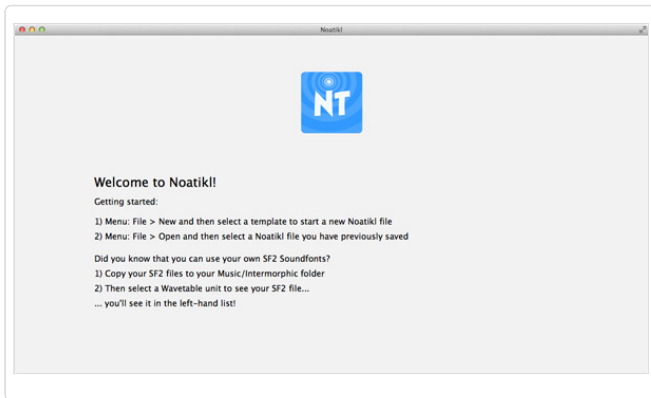 Noatikl
NT
Welcome to Noatikl!
Getting started:
1) Menu: File > New and then select a template to start a new Noatikl file
2) Menu: File > Open and then select a Noatikl file you have previously saved
Did you know that you can use your own SF2 Soundfonts?
1) Copy your SF2 files to your Music/Intermorphic folder
2) Then select a Wavetable unit to see your SF2 file...
... you'll see it in the left-hand list!